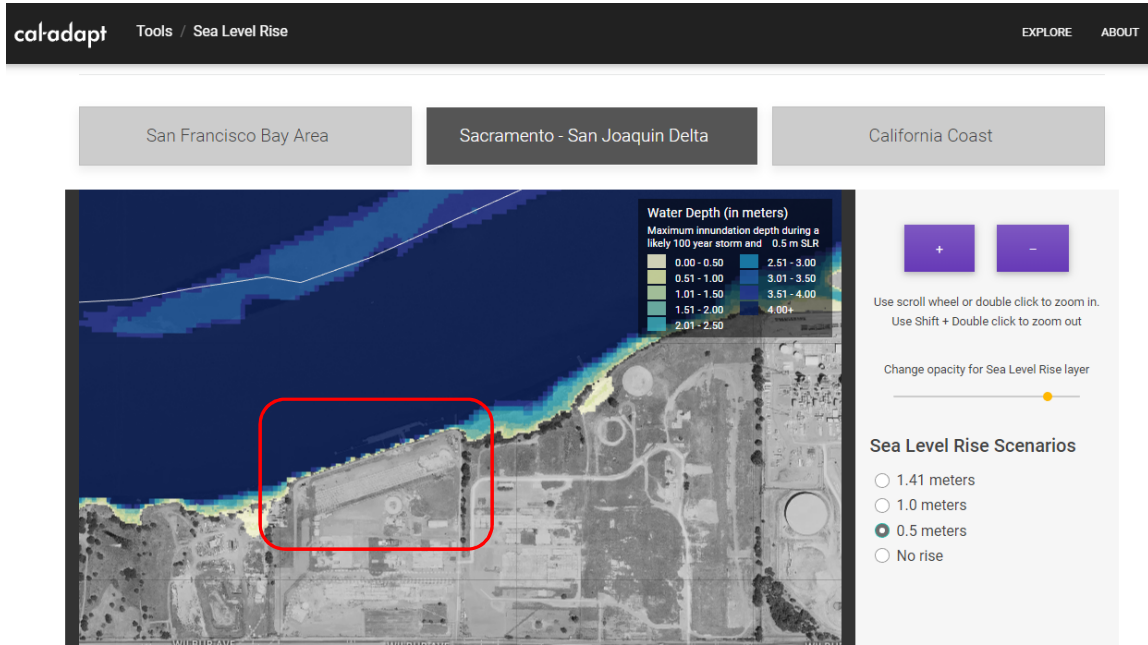 cal-adapt
Tools / Sea Level Rise
EXPLORE
ABOUT
San Francisco Bay Area
Sacramento - San Joaquin Delta
California Coast
Water Depth (in meters)
Maximum innundation depth during a
likely 100 year storm and 0.5 m SLR
0.00 - 0.50
0.51 - 1.00
1.01 - 1.50
1.51 - 2.00
2.01 - 2.50
2.51 - 3.00
3.01 - 3.50
3.51 - 4.00
4.00+
+
–
Use scroll wheel or double click to zoom in.
Use Shift + Double click to zoom out
Change opacity for Sea Level Rise layer
Sea Level Rise Scenarios
1.41 meters
1.0 meters
0.5 meters
No rise
WILBUR AVE